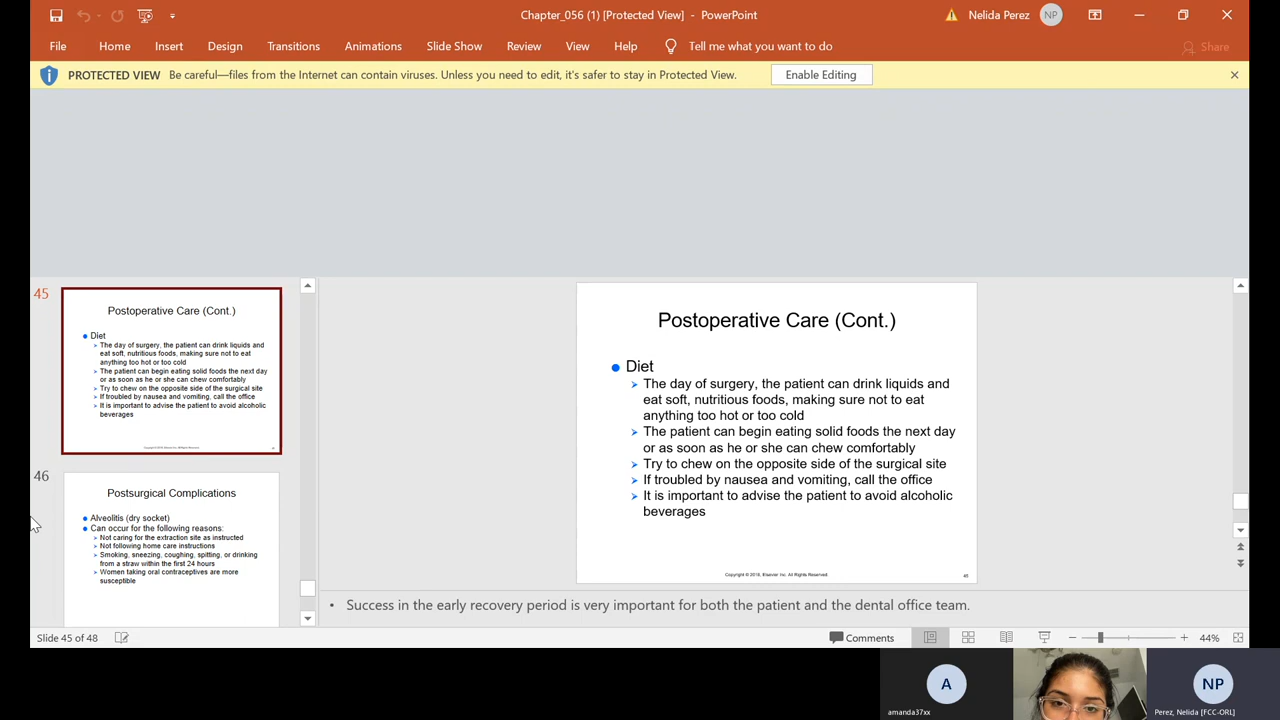 Chapter_056 (1) [Protected View] - PowerPoint
Nelida Perez
NP
File Home Insert Design Transitions Animations Slide Show Review View Help Tell me what you want to do Share
PROTECTED VIEW Be careful—files from the Internet can contain viruses. Unless you need to edit, it's safer to stay in Protected View. Enable Editing
45
Postoperative Care (Cont.)
Diet
The day of surgery, the patient can drink liquids and
eat soft, nutritious foods, making sure not to eat
anything too hot or too cold
The patient can begin eating solid foods the next day
or as soon as he or she can chew comfortably
Try to chew on the opposite side of the surgical site
If troubled by nausea and vomiting, call the office
It is important to advise the patient to avoid alcoholic
beverages
Copyright © 2018, Elsevier Inc. All Rights Reserved.
46
Postsurgical Complications
Alveolitis (dry socket)
Can occur for the following reasons:
Not caring for the extraction site as instructed
Not following home care instructions
Smoking, sneezing, coughing, spitting, or drinking
from a straw within the first 24 hours
Women taking oral contraceptives are more
susceptible
Postoperative Care (Cont.)
Diet
The day of surgery, the patient can drink liquids and
eat soft, nutritious foods, making sure not to eat
anything too hot or too cold
The patient can begin eating solid foods the next day
or as soon as he or she can chew comfortably
Try to chew on the opposite side of the surgical site
If troubled by nausea and vomiting, call the office
It is important to advise the patient to avoid alcoholic
beverages
Copyright © 2018, Elsevier Inc. All Rights Reserved.
45
• Success in the early recovery period is very important for both the patient and the dental office team.
Slide 45 of 48
Comments
44%
A
amanda37xx
NP
Perez, Nelida [FCC-ORL]